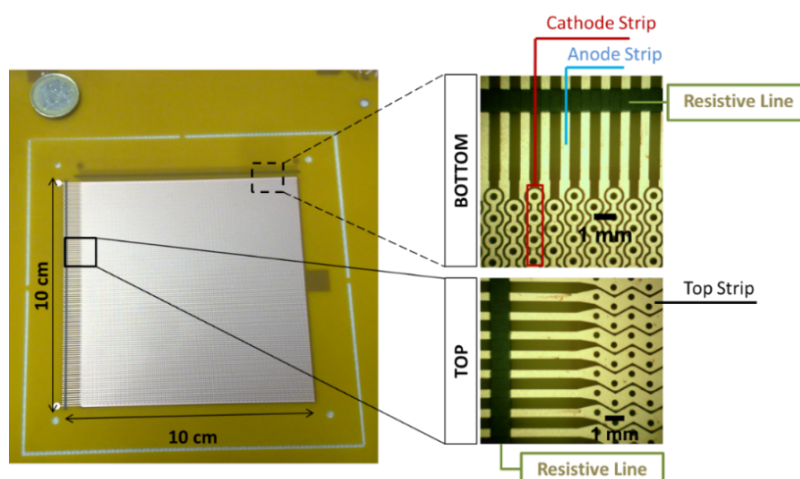 Cathode Strip
Anode Strip
Resistive Line
BOTTOM
1 mm
10 cm
10 cm
TOP
Top Strip
1 mm
Resistive Line